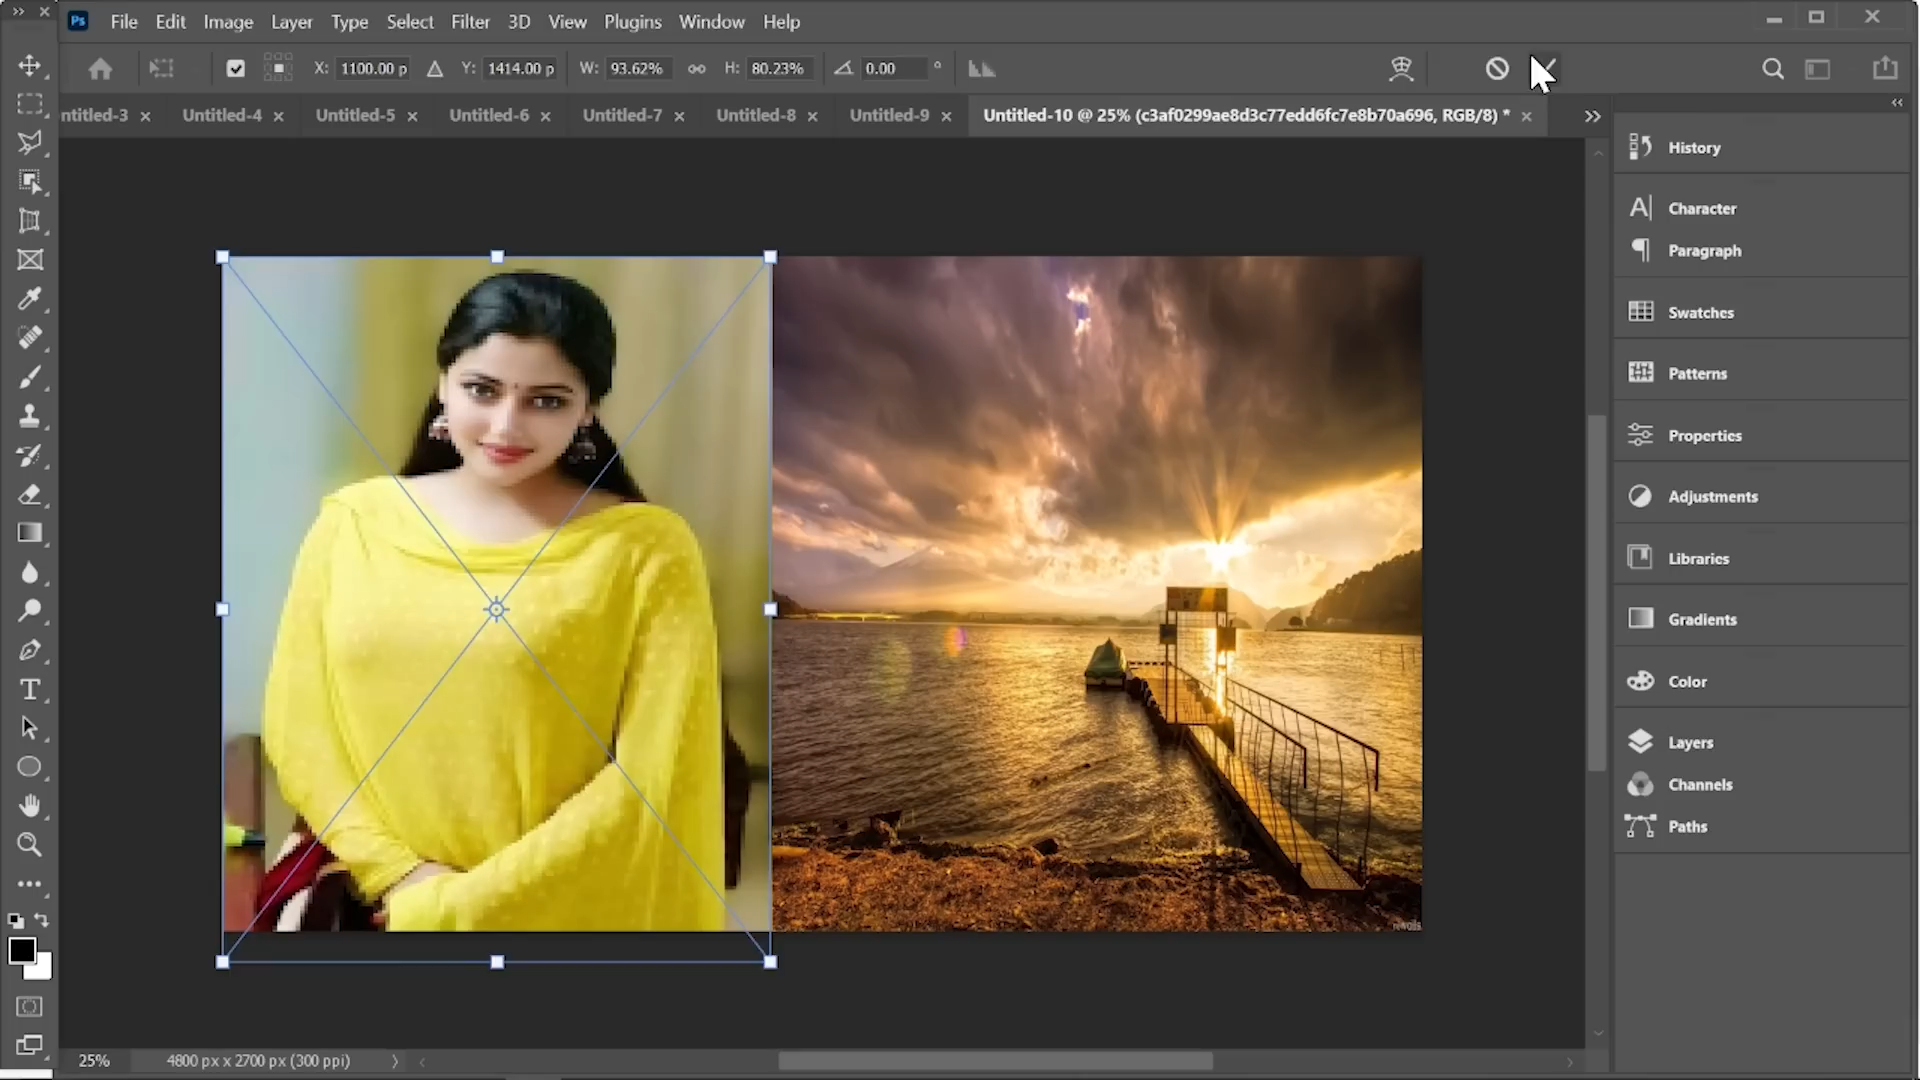 Ps File Edit Image Layer Type Select Filter 3D View Plugins Window Help
X: 1100.00 p Y: 1414.00 p W: 93.62% H: 80.23% 0.00 °
ntitled-3 × Untitled-4 × Untitled-5 × Untitled-6 × Untitled-7 × Untitled-8 × Untitled-9 × Untitled-10 @ 25% (c3af0299ae8d3c77edd6fc7e8b70a696, RGB/8) * ×
History
Character
Paragraph
Swatches
Patterns
Properties
Adjustments
Libraries
Gradients
Color
Layers
Channels
Paths
25% 4800 px x 2700 px (300 ppi)